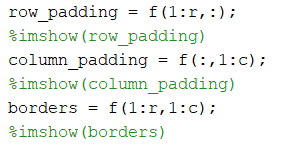 row_padding = f(1:r,:);
%imshow(row_padding)
column_padding = f(:,1:c);
%imshow(column_padding)
borders = f(1:r,1:c);
%imshow(borders)